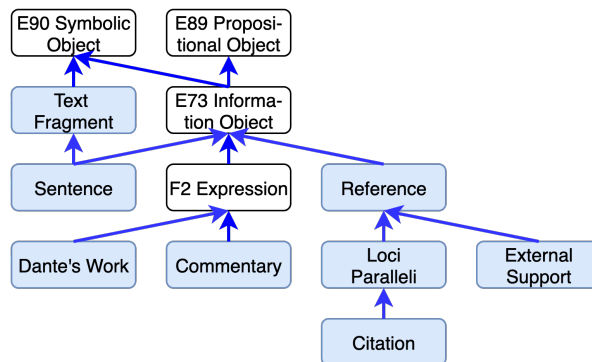 E90 Symbolic
Object
E89 Proposi-
tional Object
Text
Fragment
E73 Informa-
tion Object
Sentence
F2 Expression
Reference
Dante's Work
Commentary
Loci
Paralleli
External
Support
Citation